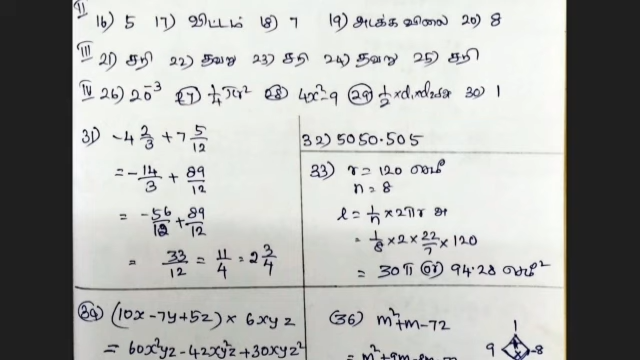 II
16) 5 17) விட்டம் 18) 7 19) அடக்க விலை 20) 8
III 21) சரி 22) தவறு 23) சரி 24) தவறு 25) சரி
IV 26) 20⁻³ 27) 1/4 πr² 28) 4x²-9 29) 1/2 × d₁ × d₂ 30) 1
31) -4 2/3 + 7 5/12
= -14/3 + 89/12
= -56/12 + 89/12
= 33/12 = 11/4 = 2 3/4
32) 5050.505
33) r = 120 செமீ
n = 8
l = 1/n × 2πr அ
= 1/8 × 2 × 22/7 × 120
= 30π (or) 94.28 செமீ²
34) (10x - 7y + 5z) × 6xyz
= 60x²yz - 42xy²z + 30xyz²
(36) m² + m - 72
1
9 -8